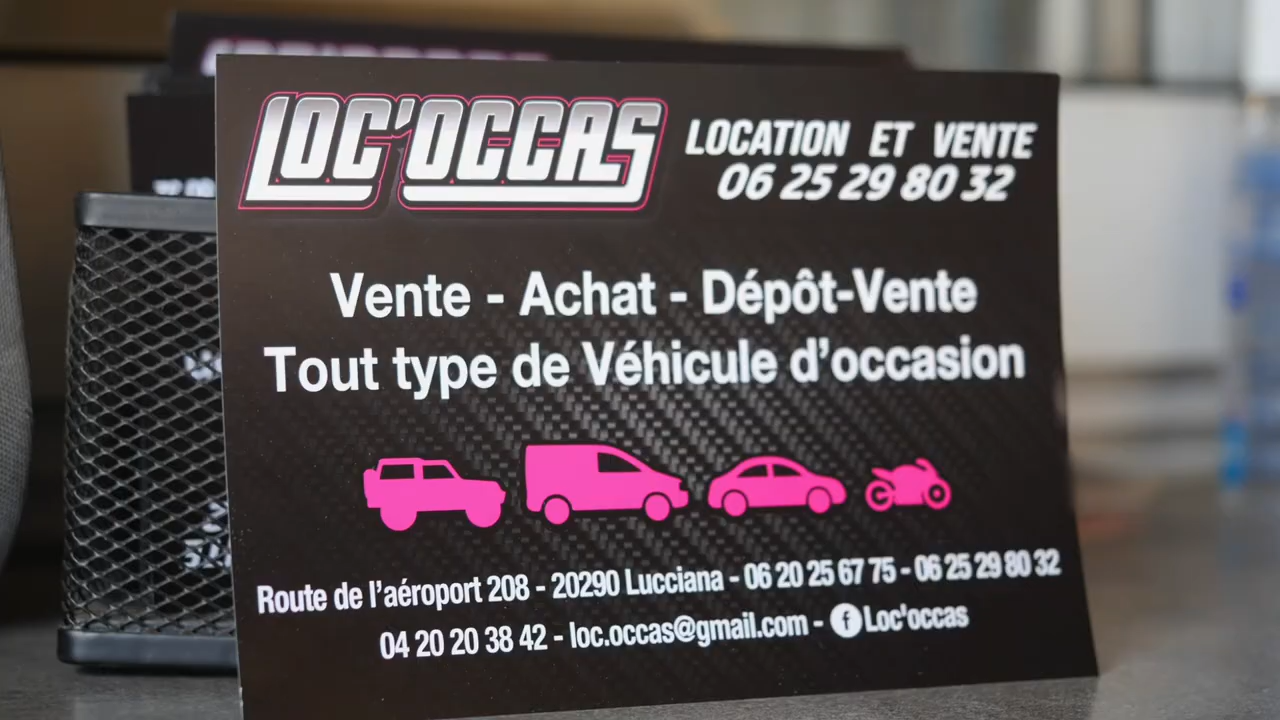 LOC'OCCAS
LOCATION ET VENTE
06 25 29 80 32
Vente - Achat - Dépôt-Vente
Tout type de Véhicule d'occasion
Route de l'aéroport 208 - 20290 Lucciana - 06 20 25 67 75 - 06 25 29 80 32
04 20 20 38 42 - loc.occas@gmail.com - f Loc'occas